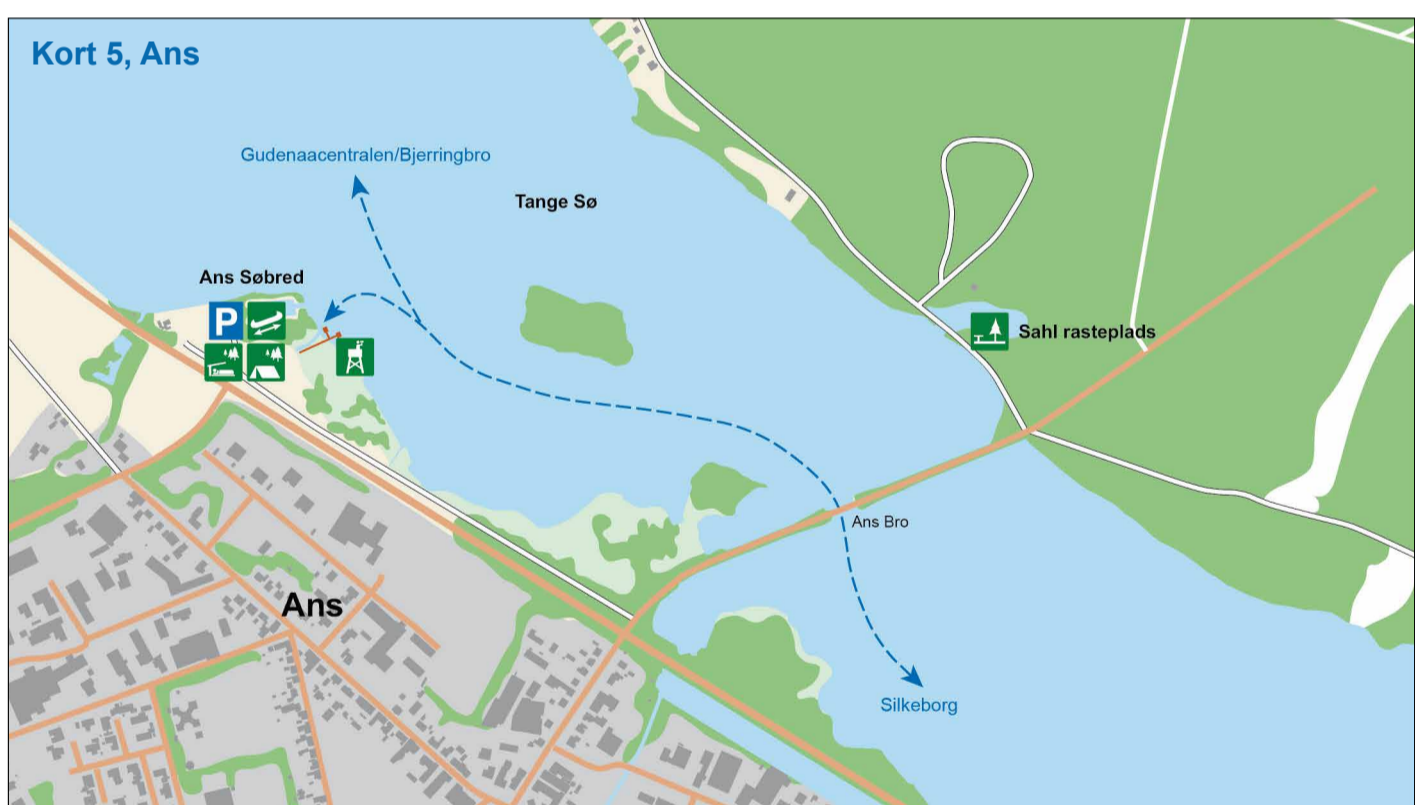 Kort 5, Ans
Gudenaacentralen/Bjerringbro
Tange Sø
Ans Søbred
P
Sahl rasteplads
Ans Bro
Ans
Silkeborg